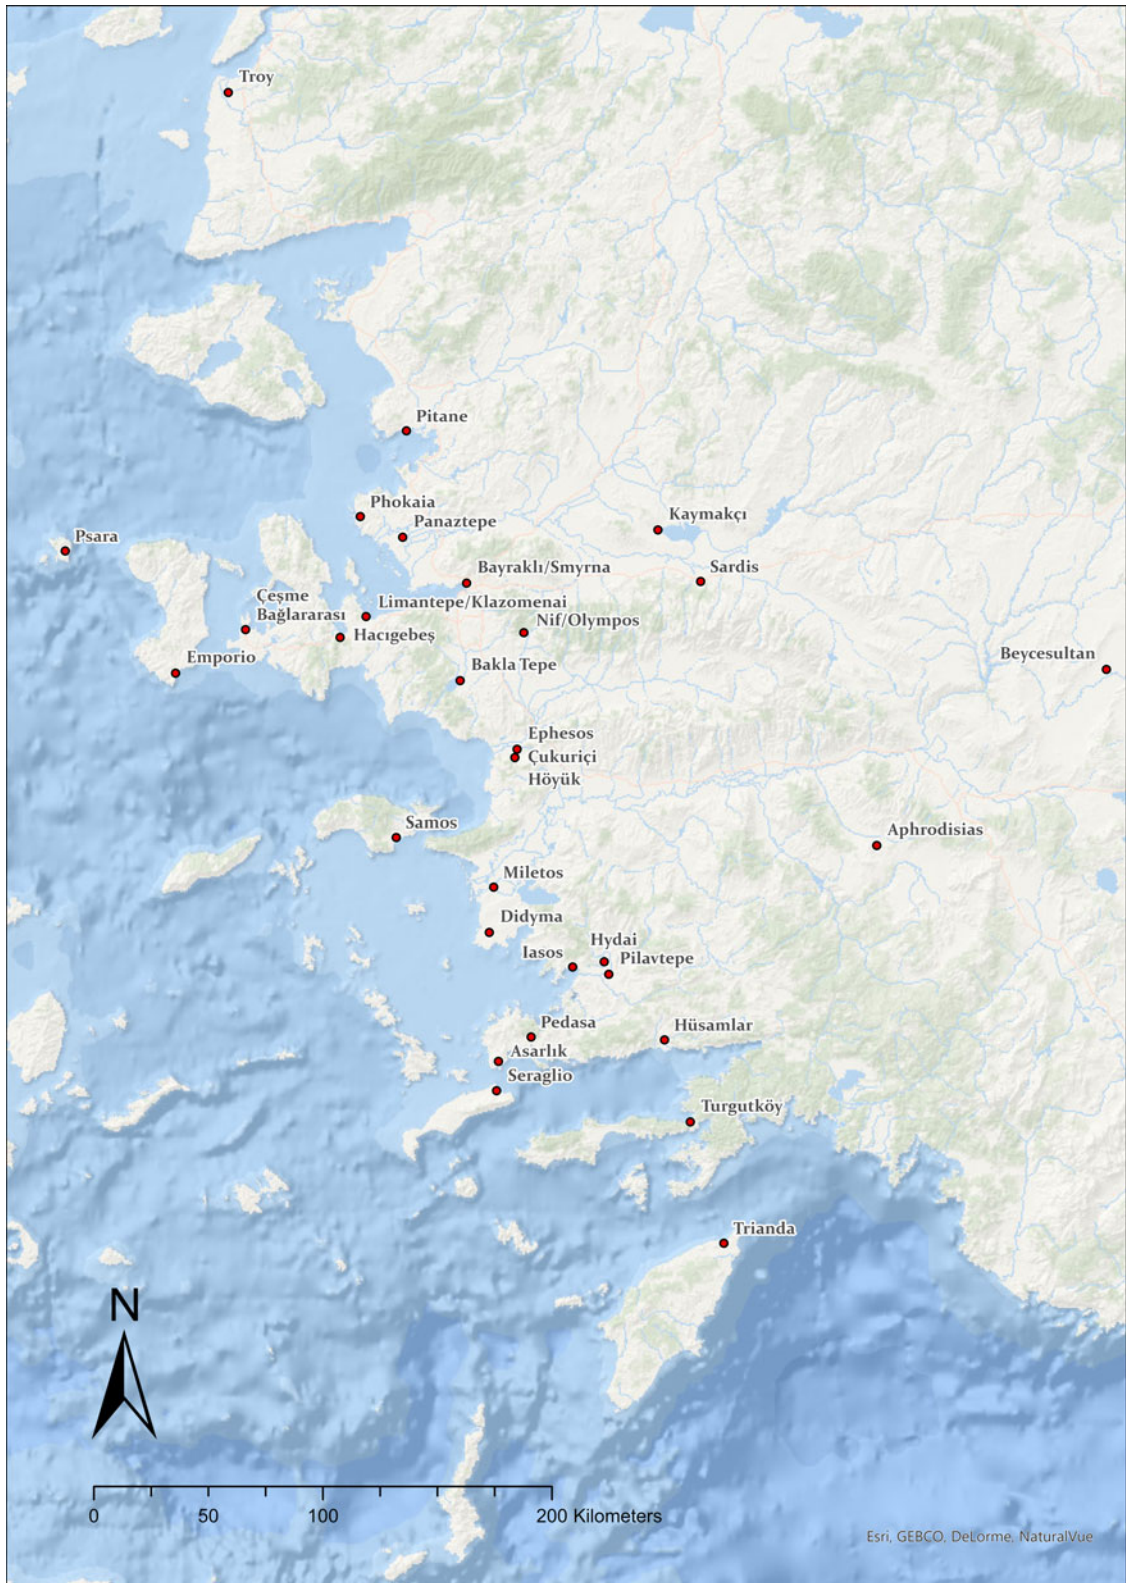 Troy
Pitane
Phokaia
Panaztepe
Kaymakçı
Psara
Bayraklı/Smyrna
Sardis
Çeşme
Bağlararası
Limantepe/Klazomenai
Nif/Olympos
Hacıgebeş
Emporio
Bakla Tepe
Beycesultan
Ephesos
Çukuriçi
Höyük
Samos
Aphrodisias
Miletos
Didyma
Hydai
Iasos
Pilavtepe
Pedasa
Hüsamlar
Asarlık
Seraglio
Turgutköy
Trianda
N
0 50 100 200 Kilometers
Esri, GEBCO, DeLorme, NaturalVue